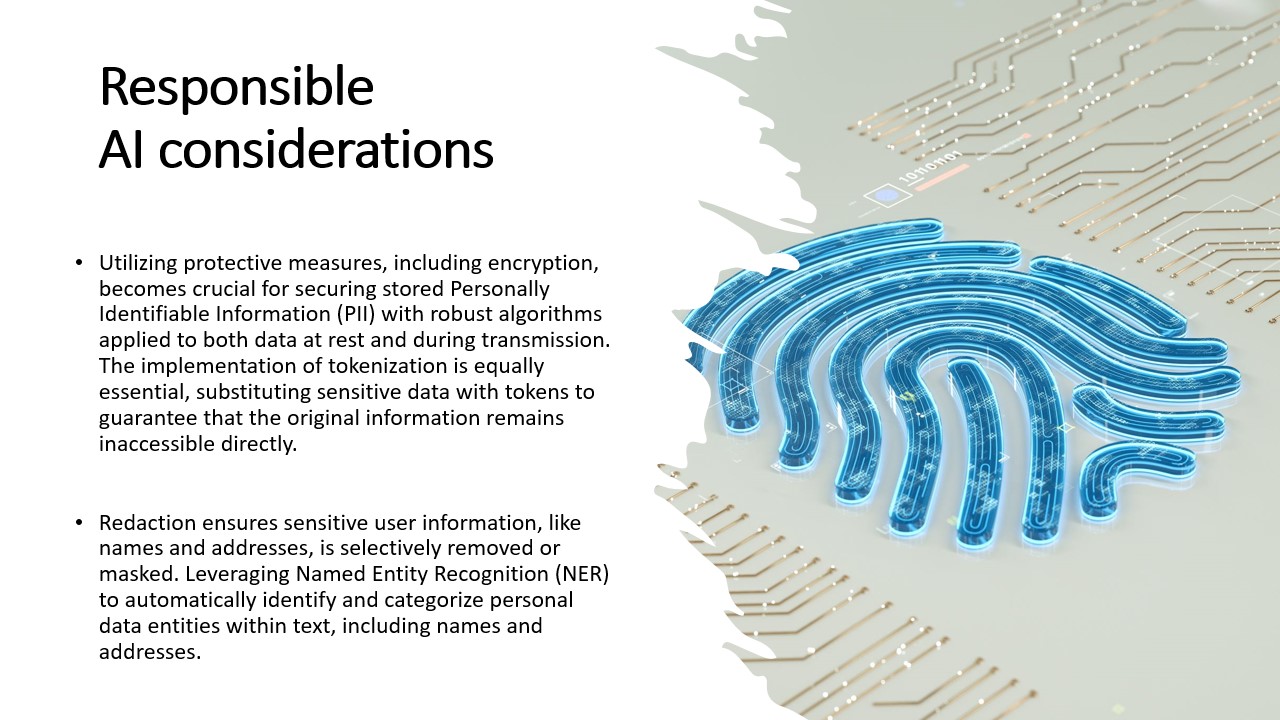 Responsible
AI considerations
• Utilizing protective measures, including encryption,
becomes crucial for securing stored Personally
Identifiable Information (PII) with robust algorithms
applied to both data at rest and during transmission.
The implementation of tokenization is equally
essential, substituting sensitive data with tokens to
guarantee that the original information remains
inaccessible directly.
• Redaction ensures sensitive user information, like
names and addresses, is selectively removed or
masked. Leveraging Named Entity Recognition (NER)
to automatically identify and categorize personal
data entities within text, including names and
addresses.
10110101